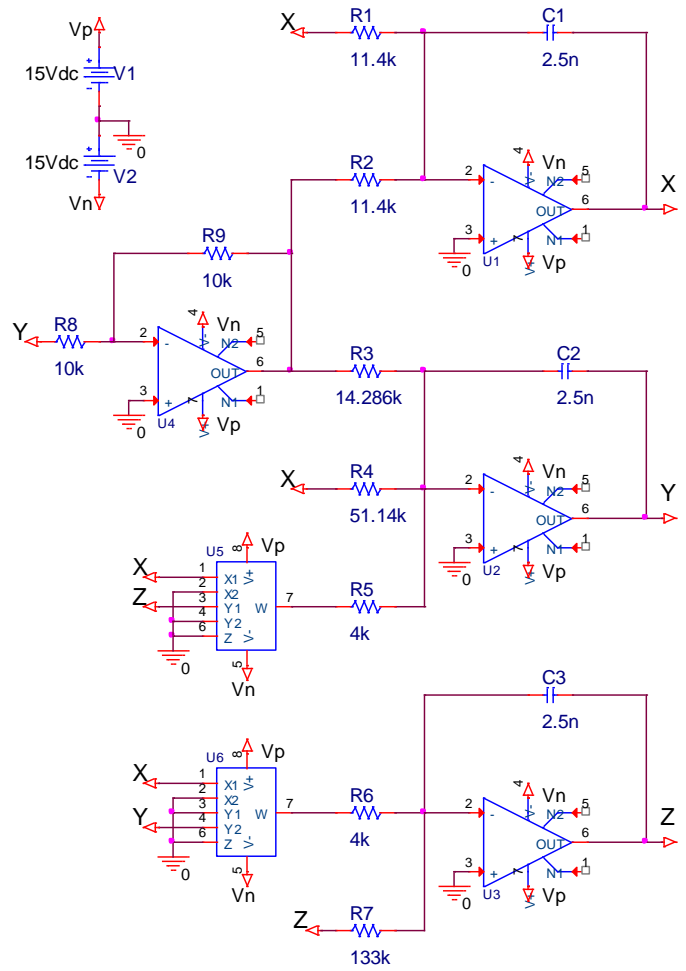 Vp
15Vdc V1
0
15Vdc V2
Vn
X R1 C1
11.4k 2.5n
R2
11.4k
4 Vn 5
2 - V- N2
OUT 6 X
3 + 7 N1 1
0 U1 V+ Vp
R9
10k
Y R8
10k
4 Vn 5
2 - V- N2
OUT 6
3 + 7 N1 1
0 U4 V+ Vp
R3 C2
14.286k 2.5n
X R4
51.14k
4 Vn 5
2 - V- N2
OUT 6 Y
3 + 7 N1 1
0 U2 V+ Vp
U5 8 Vp
X 1 X1 V+
2 X2
Z 3 Y1 W 7 R5
4 Y2 4k
6 Z V-
0 5
Vn
C3
2.5n
U6 8 Vp
X 1 X1 V+
2 X2
3 Y1 W 7 R6
Y 4 Y2 4k
6 Z V-
0 5
Vn
4 Vn 5
2 - V- N2
OUT 6 Z
3 + 7 N1 1
0 U3 V+ Vp
Z R7
133k